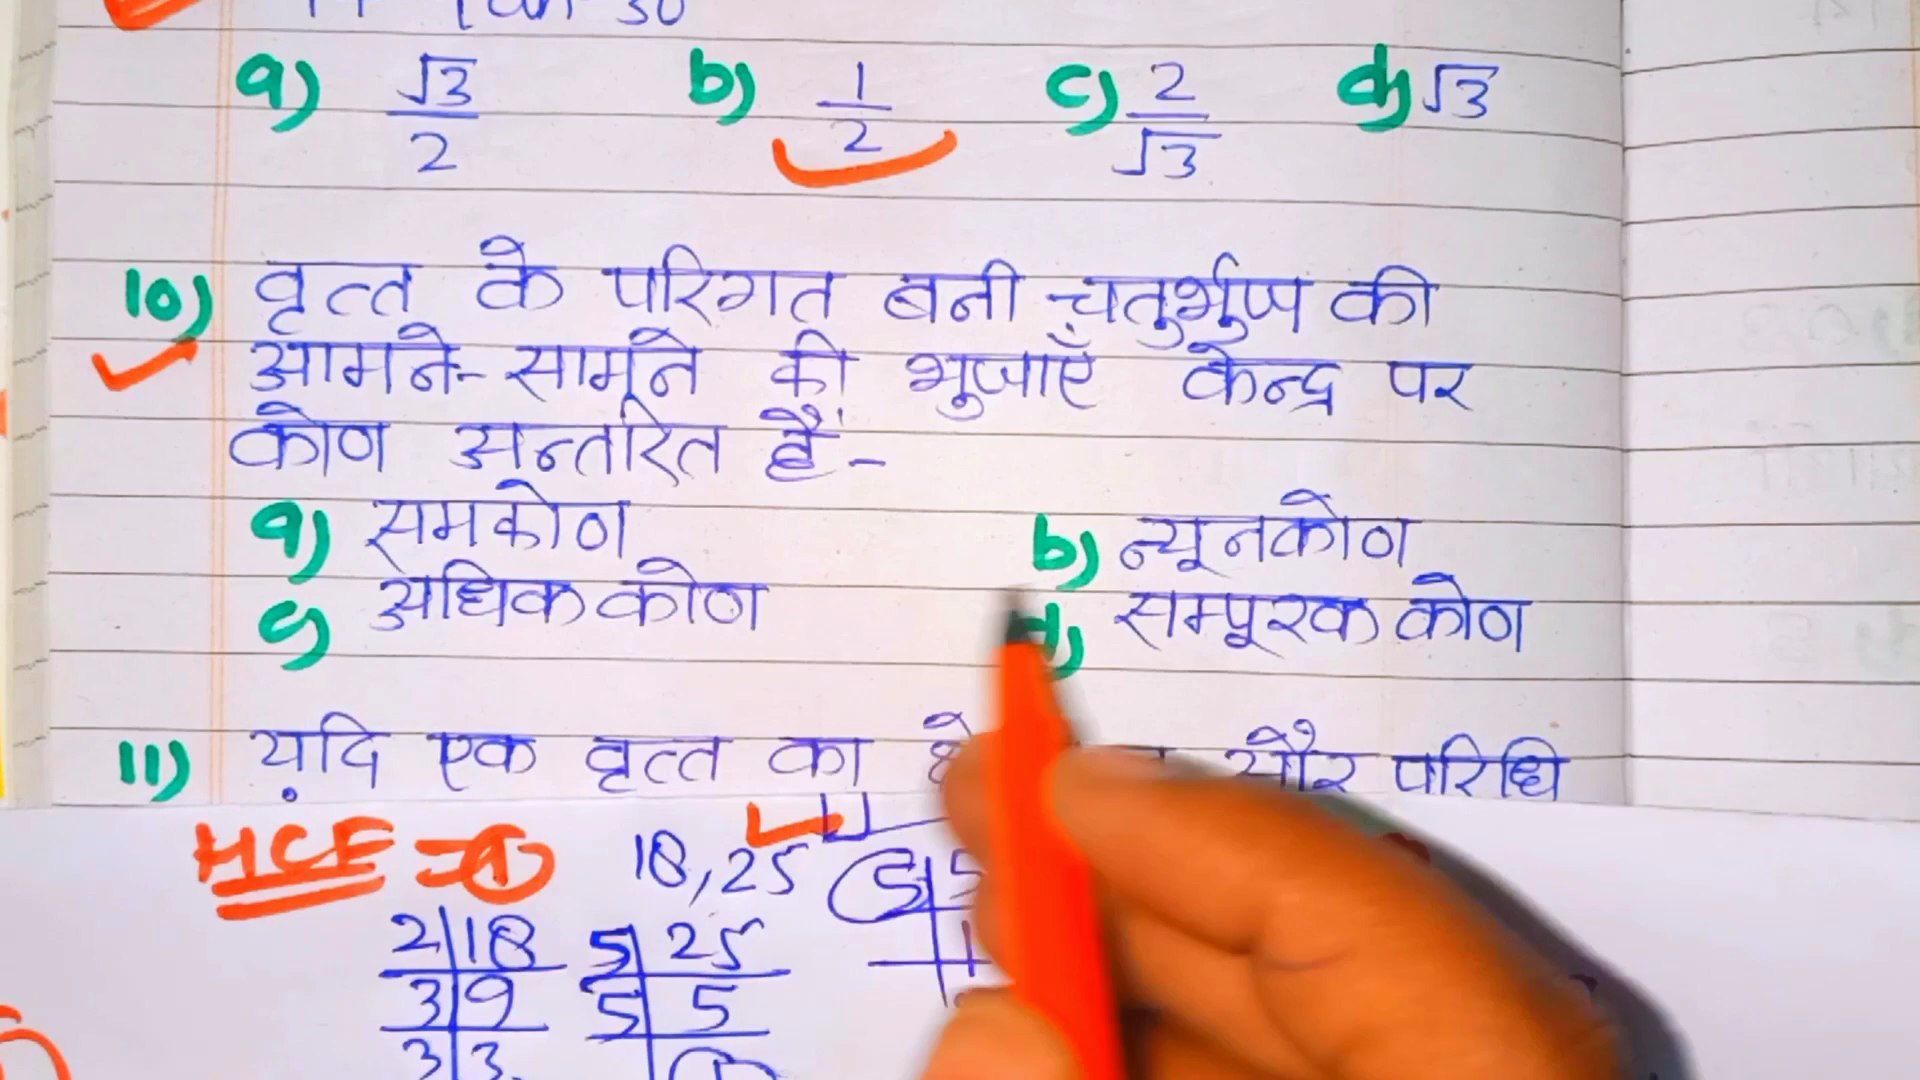 a) √3/2 b) 1/2 c) 2/√3 d) √3
10) वृत्त के परिगत बनी चतुर्भुज की
आमने-सामने की भुजाएँ केन्द्र पर
कोण अन्तरित हैं-
a) समकोण b) न्यूनकोण
c) अधिक कोण d) सम्पूरक कोण
11) यदि एक वृत्त का और परिधि
HCF = 1 18, 25
2 | 18 5 | 25
3 | 9 5 | 5
3 | 3